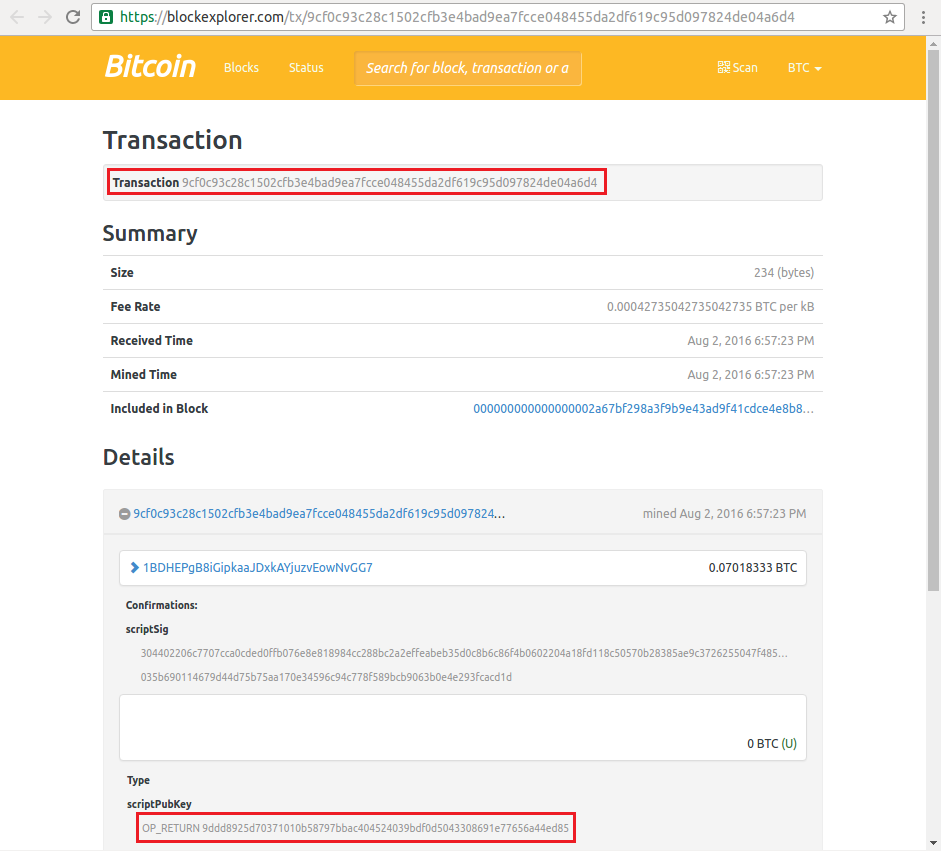 https://blockexplorer.com/tx/9cf0c93c28c1502cfb3e4bad9ea7fcce048455da2df619c95d097824de04a6d4
Bitcoin Blocks Status Search for block, transaction or a Scan BTC
Transaction
Transaction 9cf0c93c28c1502cfb3e4bad9ea7fcce048455da2df619c95d097824de04a6d4
Summary
Size 234 (bytes)
Fee Rate 0.00042735042735042735 BTC per kB
Received Time Aug 2, 2016 6:57:23 PM
Mined Time Aug 2, 2016 6:57:23 PM
Included in Block 000000000000000002a67bf298a3f9b9e43ad9f41cdce4e8b8...
Details
9cf0c93c28c1502cfb3e4bad9ea7fcce048455da2df619c95d097824... mined Aug 2, 2016 6:57:23 PM
1BDHEPgB8iGipkaaJDxkAYjuzvEowNvGG7 0.07018333 BTC
Confirmations:
scriptSig
304402206c7707cca0cded0ffb076e8e818984cc288bc2a2effeabeb35d0c8b6c86f4b0602204a18fd118c50570b28385ae9c3726255047f485...
035b690114679d44d75b75aa170e34596c94c778f589bcb9063b0e4e293fcacd1d
0 BTC (U)
Type
scriptPubKey
OP_RETURN 9ddd8925d70371010b58797bbac404524039bdf0d5043308691e77656a44ed85